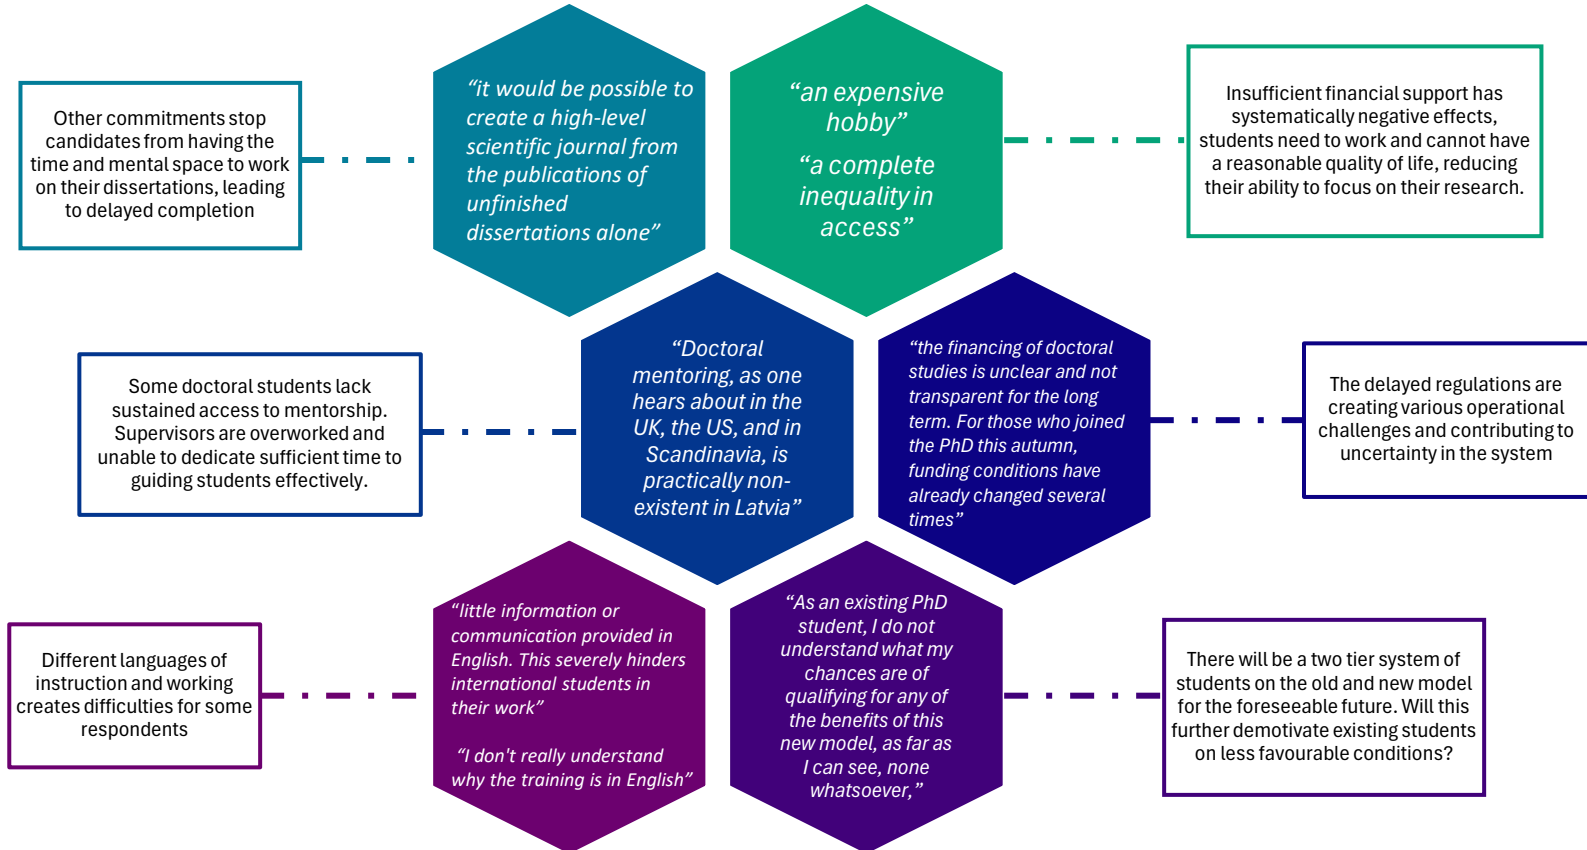 Other commitments stop
candidates from having the
time and mental space to work
on their dissertations, leading
to delayed completion
“it would be possible to
create a high-level
scientific journal from
the publications of
unfinished
dissertations alone”
“an expensive
hobby”
“a complete
inequality in
access”
Insufficient financial support has
systematically negative effects,
students need to work and cannot have
a reasonable quality of life, reducing
their ability to focus on their research.
Some doctoral students lack
sustained access to mentorship.
Supervisors are overworked and
unable to dedicate sufficient time to
guiding students effectively.
“Doctoral
mentoring, as one
hears about in the
UK, the US, and in
Scandinavia, is
practically non-
existent in Latvia”
“the financing of doctoral
studies is unclear and not
transparent for the long
term. For those who joined
the PhD this autumn,
funding conditions have
already changed several
times”
The delayed regulations are
creating various operational
challenges and contributing to
uncertainty in the system
Different languages of
instruction and working
creates difficulties for some
respondents
“little information or
communication provided in
English. This severely hinders
international students in
their work”
“I don't really understand
why the training is in English”
“As an existing PhD
student, I do not
understand what my
chances are of
qualifying for any of
the benefits of this
new model, as far as
I can see, none
whatsoever,”
There will be a two tier system of
students on the old and new model
for the foreseeable future. Will this
further demotivate existing students
on less favourable conditions?